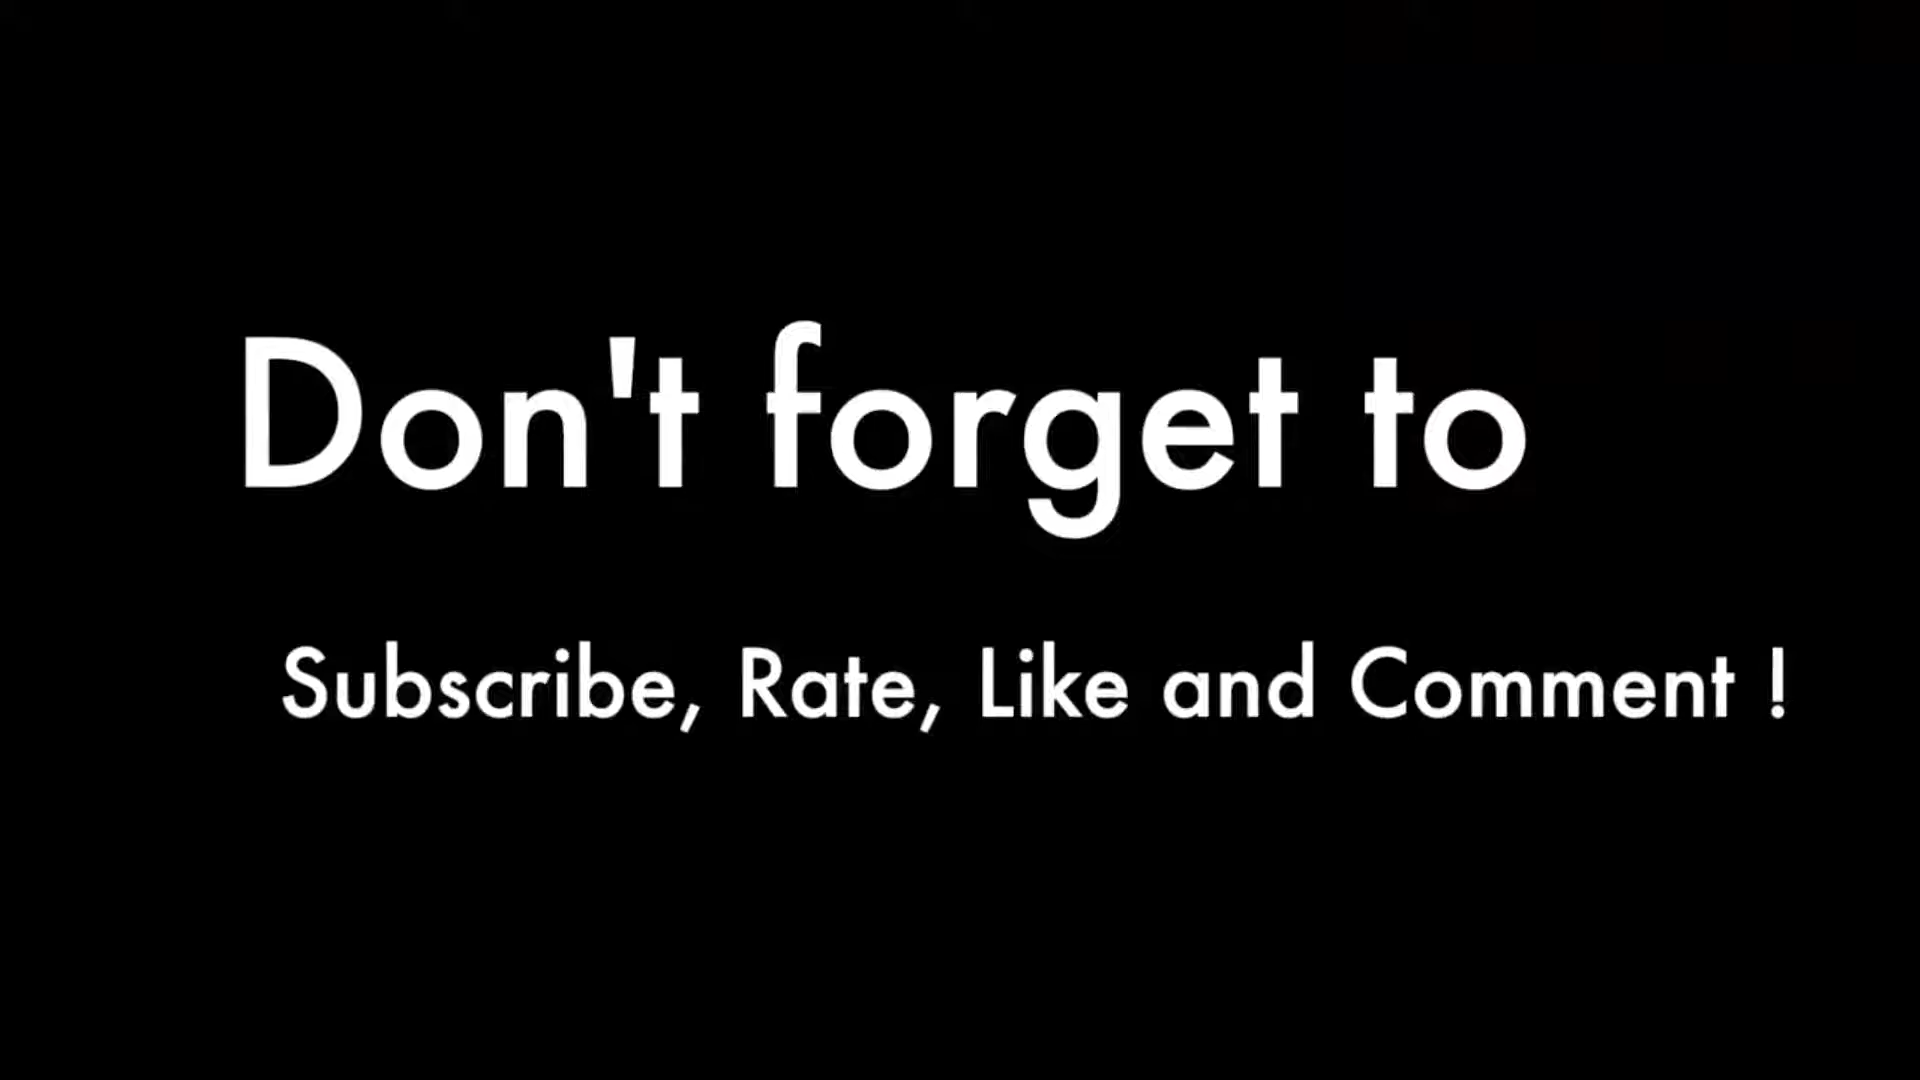 Don't forget to
Subscribe, Rate, Like and Comment !